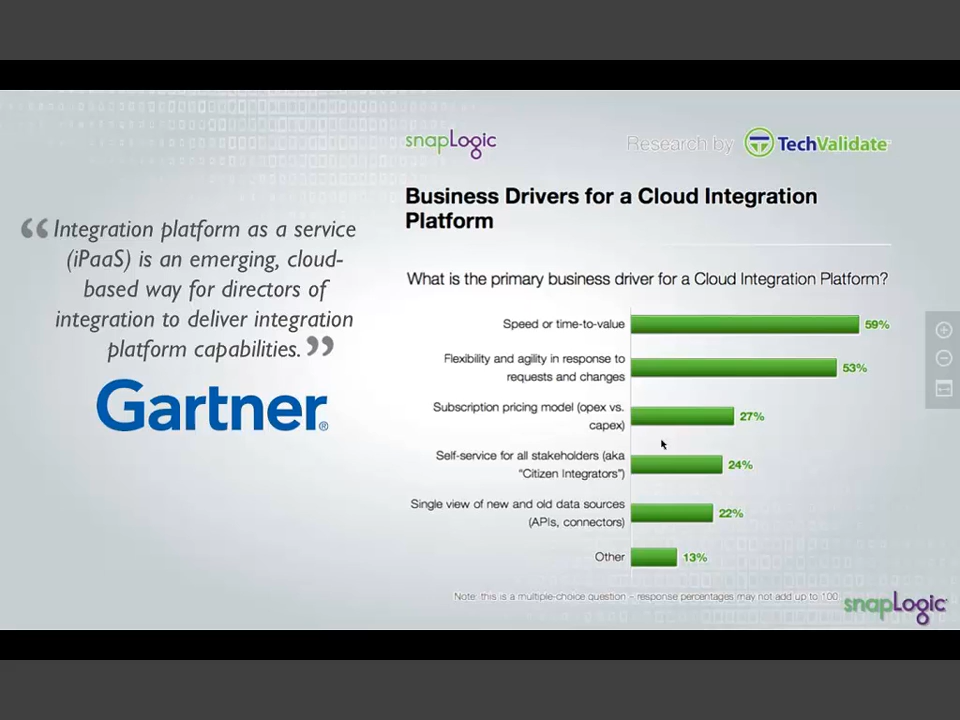 snapLogic
Research by TechValidate
Business Drivers for a Cloud Integration
Platform
“ Integration platform as a service
(iPaaS) is an emerging, cloud-
based way for directors of
integration to deliver integration
platform capabilities. ”
Gartner®
What is the primary business driver for a Cloud Integration Platform?
Speed or time-to-value 59%
Flexibility and agility in response to
requests and changes 53%
Subscription pricing model (opex vs.
capex) 27%
Self-service for all stakeholders (aka
"Citizen Integrators") 24%
Single view of new and old data sources
(APIs, connectors) 22%
Other 13%
Note: this is a multiple-choice question – response percentages may not add up to 100
snapLogic